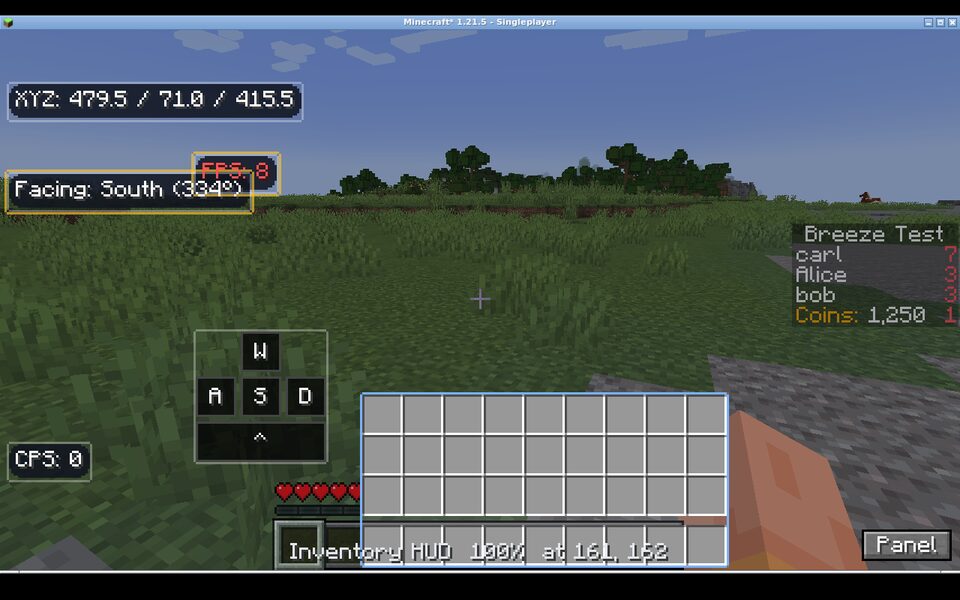 Minecraft* 1.21.5 - Singleplayer
XYZ: 479.5 / 71.0 / 415.5
FPS: 8
Facing: South (334°)
Breeze Test
carl 7
Alice 3
bob 3
Coins: 1,250 1
W
A S D
^
CPS: 0
Inventory HUD 100% at 161, 162
Panel